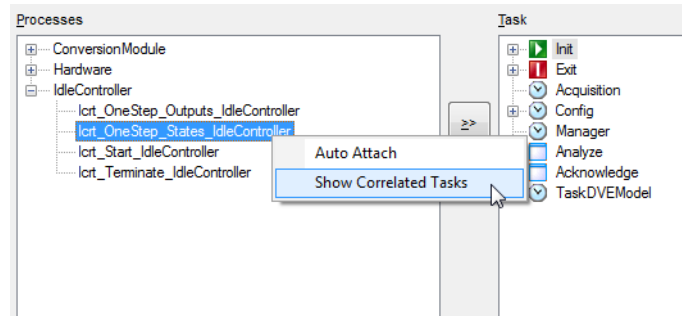 Processes
Task
ConversionModule
Hardware
IdleController
lcrt_OneStep_Outputs_IdleController
lcrt_OneStep_States_IdleController
lcrt_Start_IdleController
lcrt_Terminate_IdleController
>>
Auto Attach
Show Correlated Tasks
Init
Exit
Acquisition
Config
Manager
Analyze
Acknowledge
TaskDVEModel